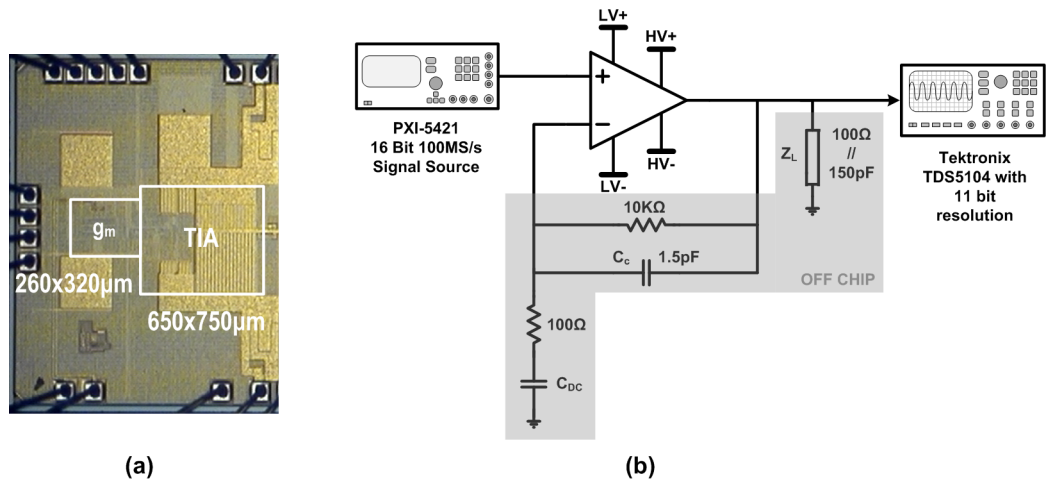 gm
TIA
260x320µm
650x750µm
(a)
LV+
HV+
+
−
HV-
LV-
PXI-5421
16 Bit 100MS/s
Signal Source
10KΩ
Cc
1.5pF
100Ω
CDC
ZL
100Ω
//
150pF
OFF CHIP
Tektronix
TDS5104 with
11 bit
resolution
(b)